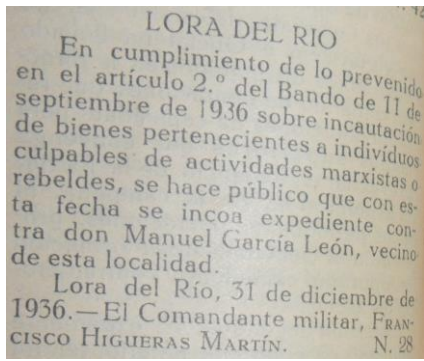 LORA DEL RIO
En cumplimiento de lo prevenido
en el artículo 2.º del Bando de 11 de
septiembre de 1936 sobre incautación
de bienes pertenecientes a indivíduos
culpables de actividades marxistas o
rebeldes, se hace público que con es-
ta fecha se incoa expediente con-
tra don Manuel García León, vecino
de esta localidad.
Lora del Río, 31 de diciembre de
1936.—El Comandante militar, FRAN-
CISCO HIGUERAS MARTÍN. N. 28